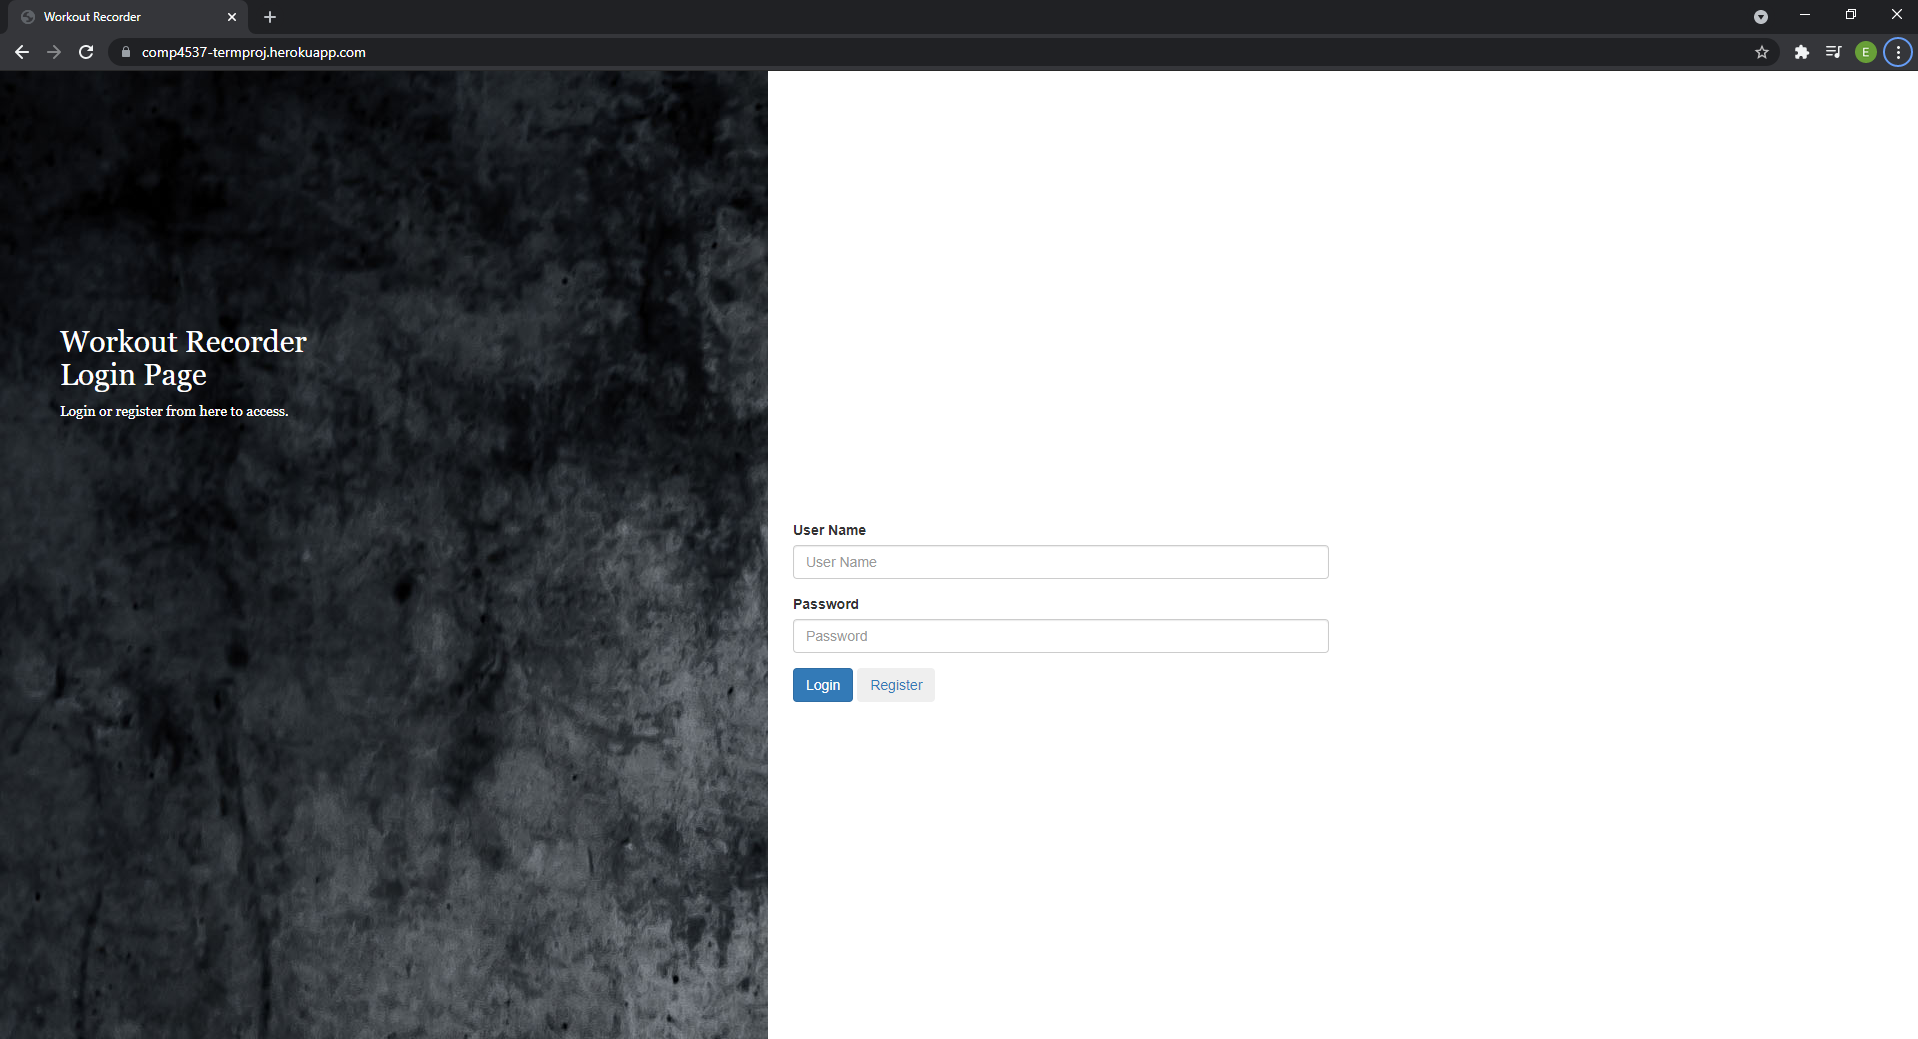 Workout Recorder
comp4537-termproj.herokuapp.com
E
Workout Recorder
Login Page
Login or register from here to access.
User Name
User Name
Password
Password
Login Register